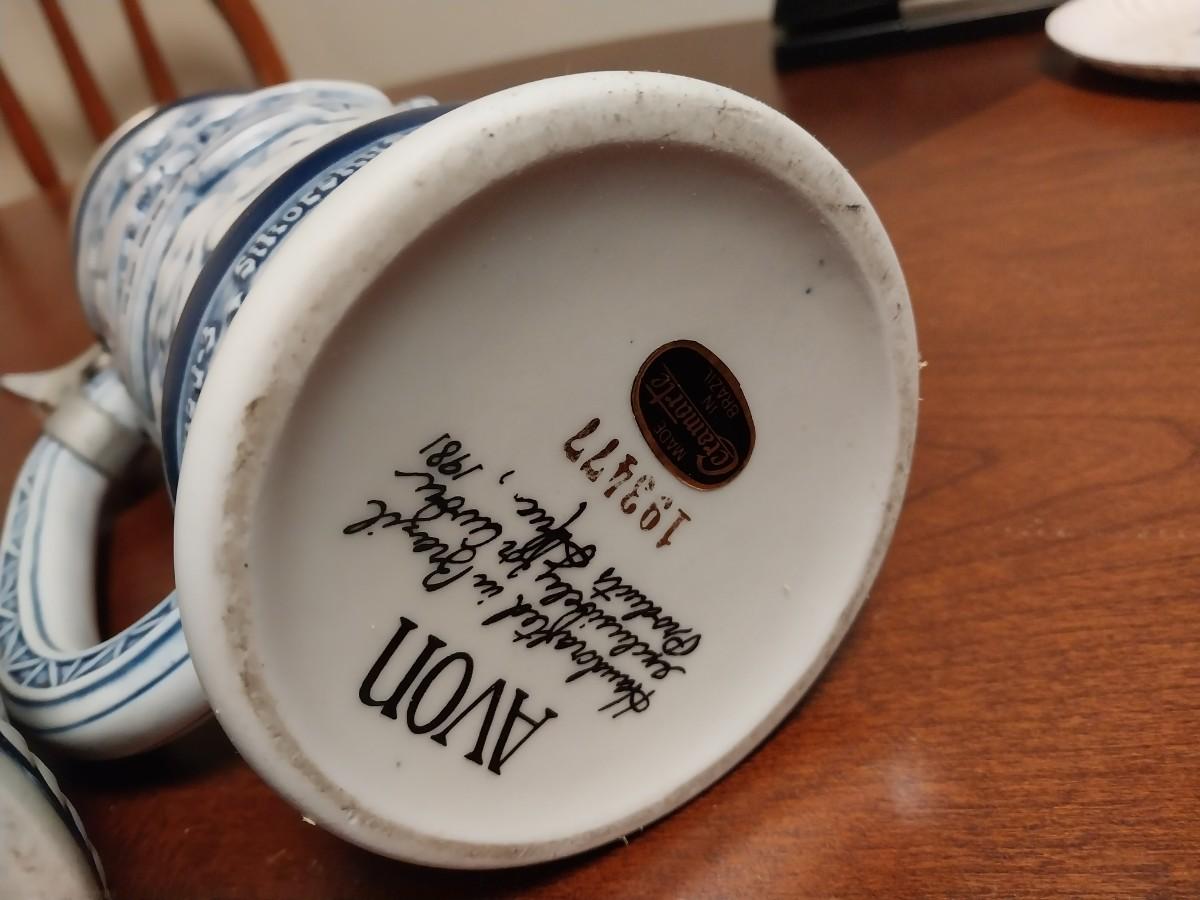 AVON
Handcrafted in Brazil
exclusively for Avon
Products, Inc., 1981
193477
MADE
Ceramarte
IN
BRAZIL